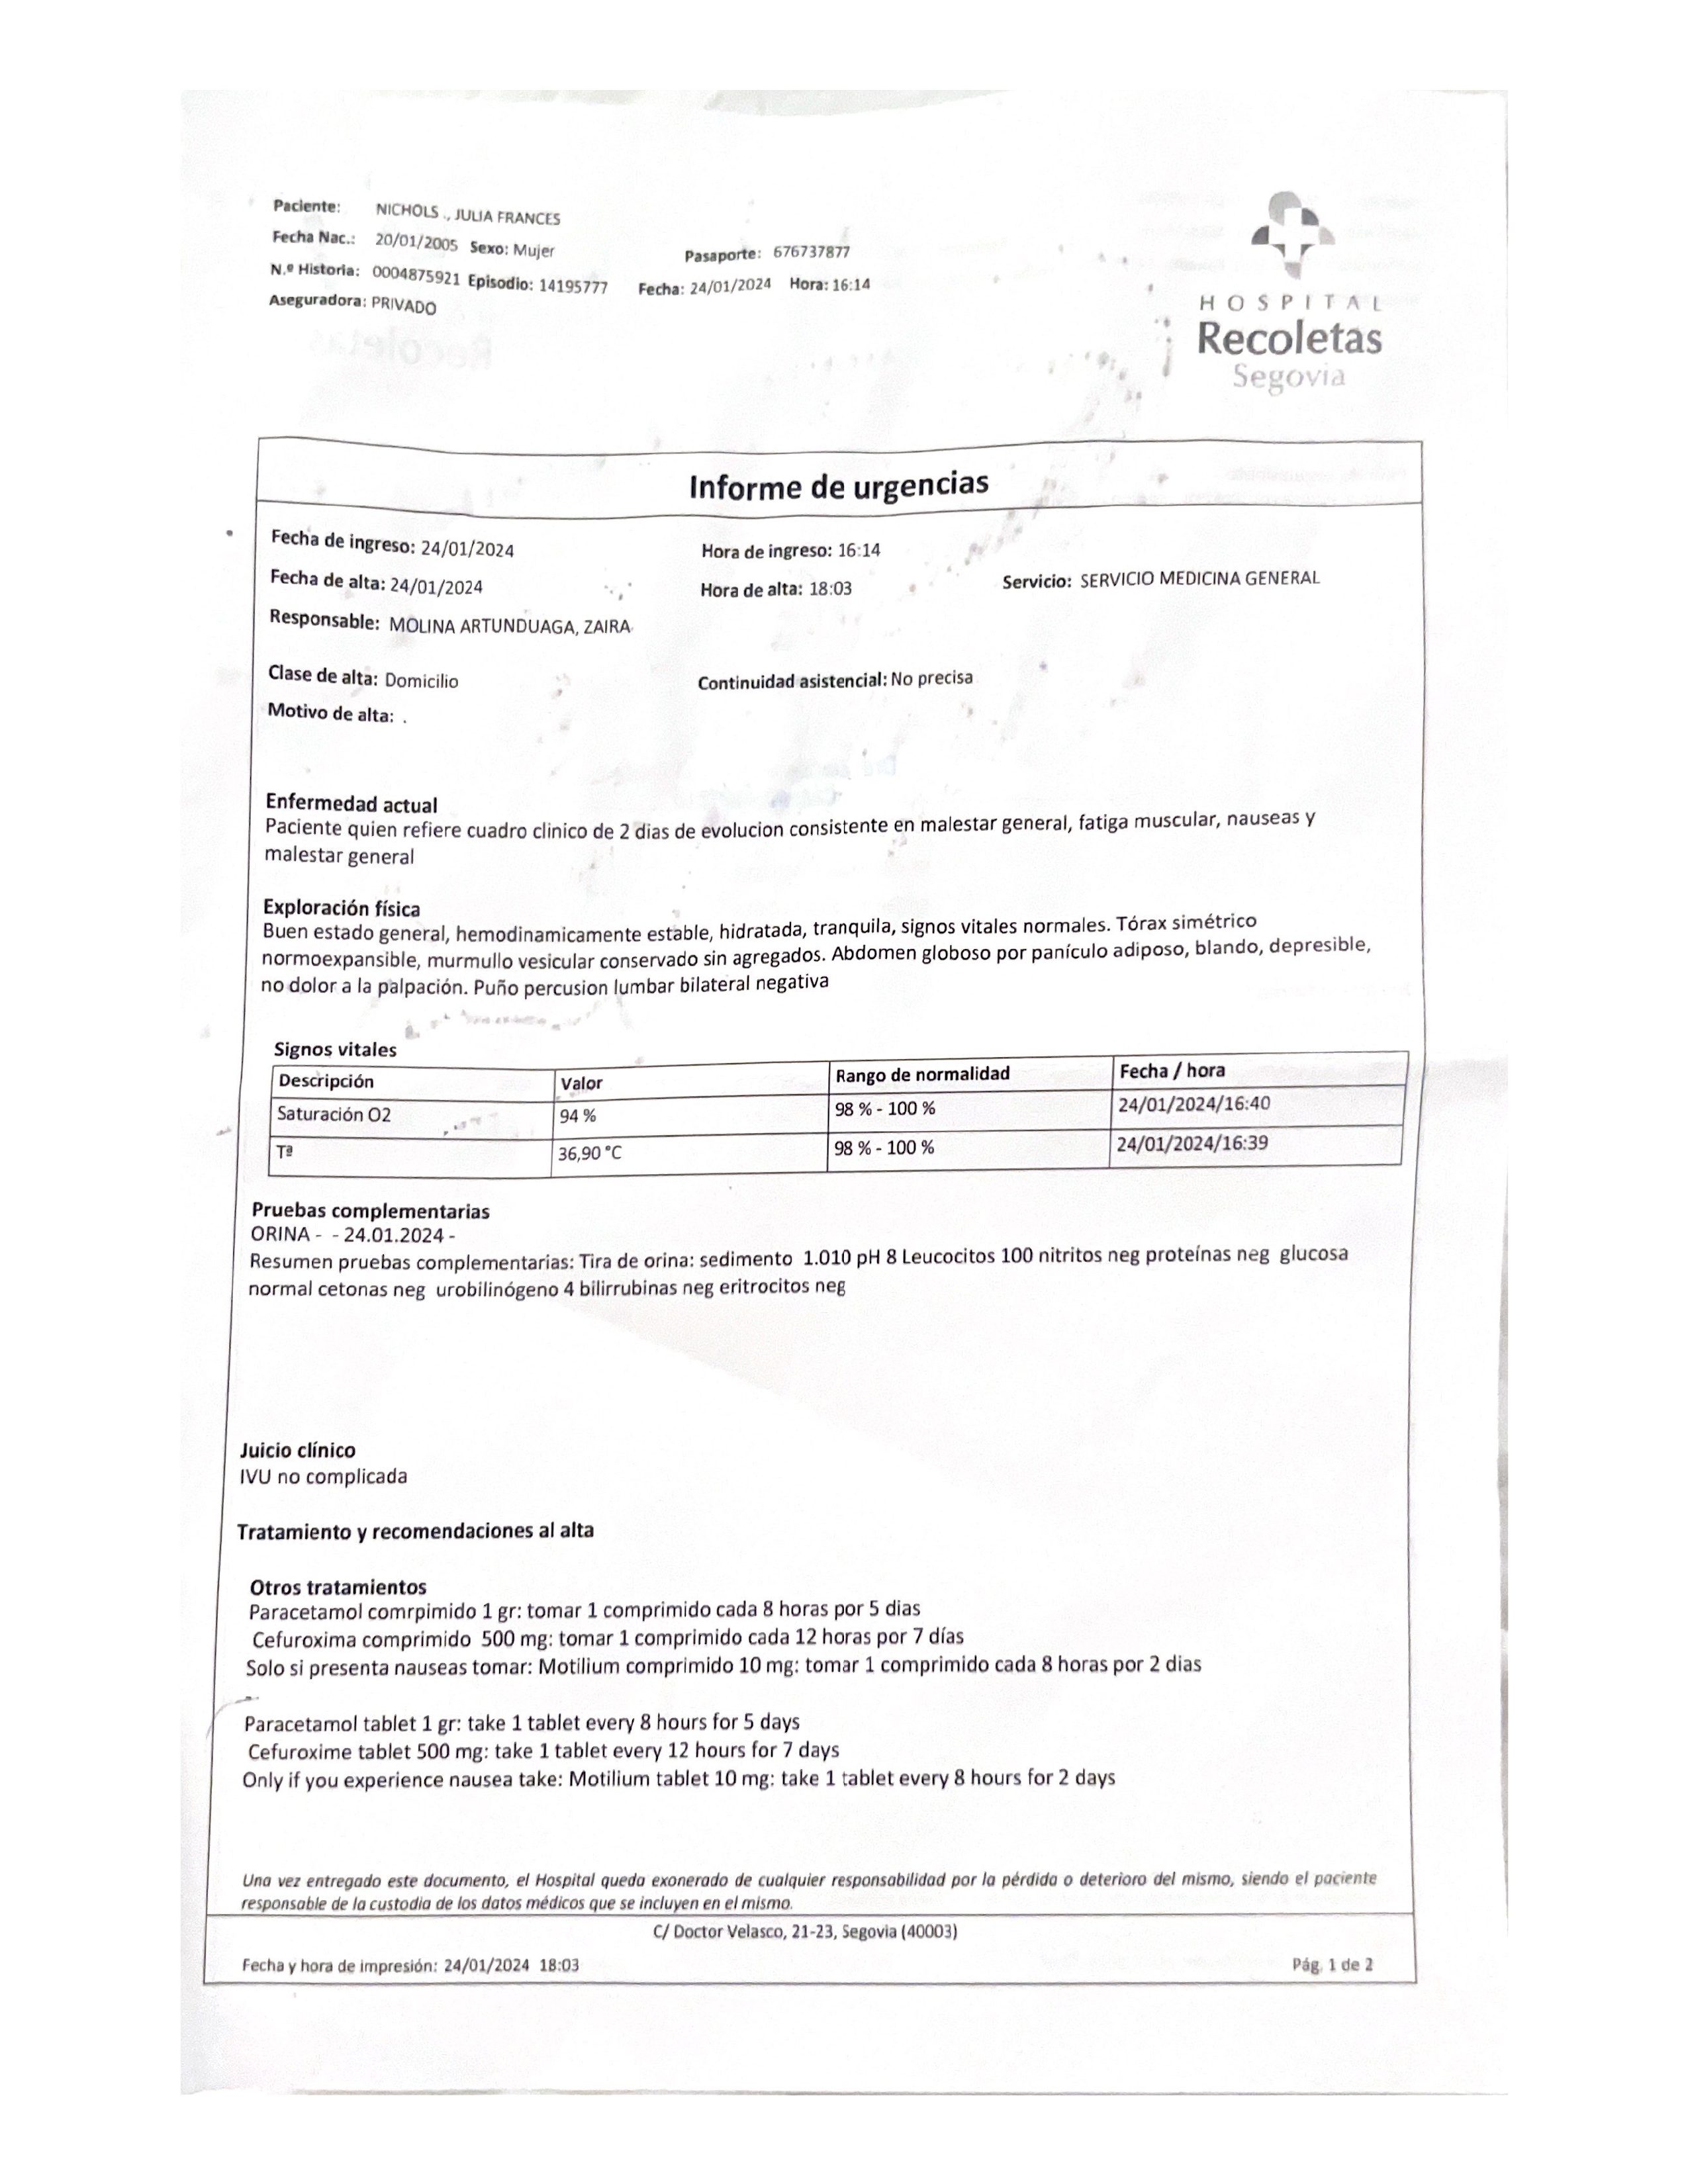 Paciente: NICHOLS ., JULIA FRANCES
Fecha Nac.: 20/01/2005 Sexo: Mujer Pasaporte: 676737877
N.º Historia: 0004875921 Episodio: 14195777 Fecha: 24/01/2024 Hora: 16:14
Aseguradora: PRIVADO
HOSPITAL
Recoletas
Segovia
Informe de urgencias
Fecha de ingreso: 24/01/2024 Hora de ingreso: 16:14
Fecha de alta: 24/01/2024 Hora de alta: 18:03 Servicio: SERVICIO MEDICINA GENERAL
Responsable: MOLINA ARTUNDUAGA, ZAIRA
Clase de alta: Domicilio Continuidad asistencial: No precisa
Motivo de alta: .
Enfermedad actual
Paciente quien refiere cuadro clinico de 2 dias de evolucion consistente en malestar general, fatiga muscular, nauseas y
malestar general
Exploración física
Buen estado general, hemodinamicamente estable, hidratada, tranquila, signos vitales normales. Tórax simétrico
normoexpansible, murmullo vesicular conservado sin agregados. Abdomen globoso por panículo adiposo, blando, depresible,
no dolor a la palpación. Puño percusion lumbar bilateral negativa
Signos vitales
Descripción Valor Rango de normalidad Fecha / hora
Saturación O2 94 % 98 % - 100 % 24/01/2024/16:40
Tª 36,90 °C 98 % - 100 % 24/01/2024/16:39
Pruebas complementarias
ORINA - - 24.01.2024 -
Resumen pruebas complementarias: Tira de orina: sedimento 1.010 pH 8 Leucocitos 100 nitritos neg proteínas neg glucosa
normal cetonas neg urobilinógeno 4 bilirrubinas neg eritrocitos neg
Juicio clínico
IVU no complicada
Tratamiento y recomendaciones al alta
Otros tratamientos
Paracetamol comrpimido 1 gr: tomar 1 comprimido cada 8 horas por 5 dias
Cefuroxima comprimido 500 mg: tomar 1 comprimido cada 12 horas por 7 días
Solo si presenta nauseas tomar: Motilium comprimido 10 mg: tomar 1 comprimido cada 8 horas por 2 dias
Paracetamol tablet 1 gr: take 1 tablet every 8 hours for 5 days
Cefuroxime tablet 500 mg: take 1 tablet every 12 hours for 7 days
Only if you experience nausea take: Motilium tablet 10 mg: take 1 tablet every 8 hours for 2 days
Una vez entregado este documento, el Hospital queda exonerado de cualquier responsabilidad por la pérdida o deterioro del mismo, siendo el paciente
responsable de la custodia de los datos médicos que se incluyen en el mismo.
C/ Doctor Velasco, 21-23, Segovia (40003)
Fecha y hora de impresión: 24/01/2024 18:03 Pág. 1 de 2